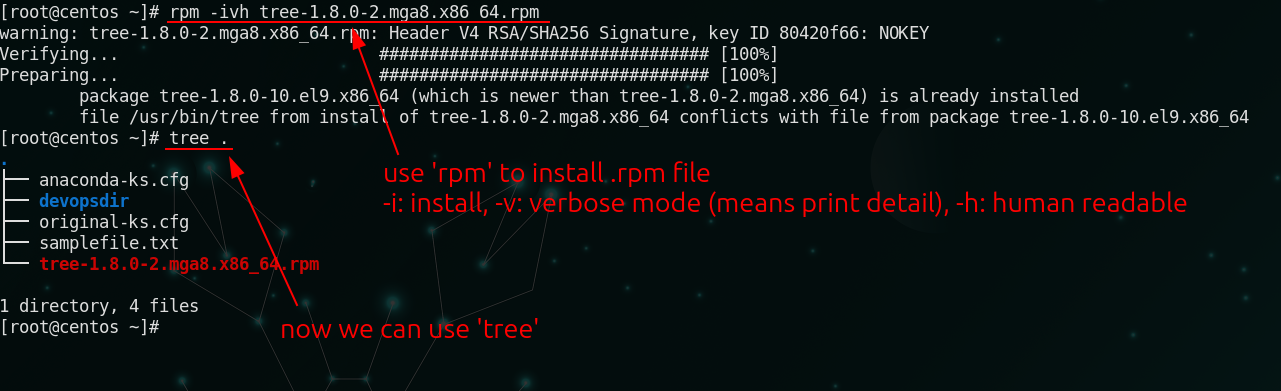 [root@centos ~]# rpm -ivh tree-1.8.0-2.mga8.x86_64.rpm
warning: tree-1.8.0-2.mga8.x86_64.rpm: Header V4 RSA/SHA256 Signature, key ID 80420f66: NOKEY
Verifying... ################################# [100%]
Preparing... ################################# [100%]
package tree-1.8.0-10.el9.x86_64 (which is newer than tree-1.8.0-2.mga8.x86_64) is already installed
file /usr/bin/tree from install of tree-1.8.0-2.mga8.x86_64 conflicts with file from package tree-1.8.0-10.el9.x86_64
[root@centos ~]# tree .
.
├── anaconda-ks.cfg
├── devopsdir
├── original-ks.cfg
├── samplefile.txt
└── tree-1.8.0-2.mga8.x86_64.rpm
use 'rpm' to install .rpm file
-i: install, -v: verbose mode (means print detail), -h: human readable
1 directory, 4 files
[root@centos ~]#
now we can use 'tree'